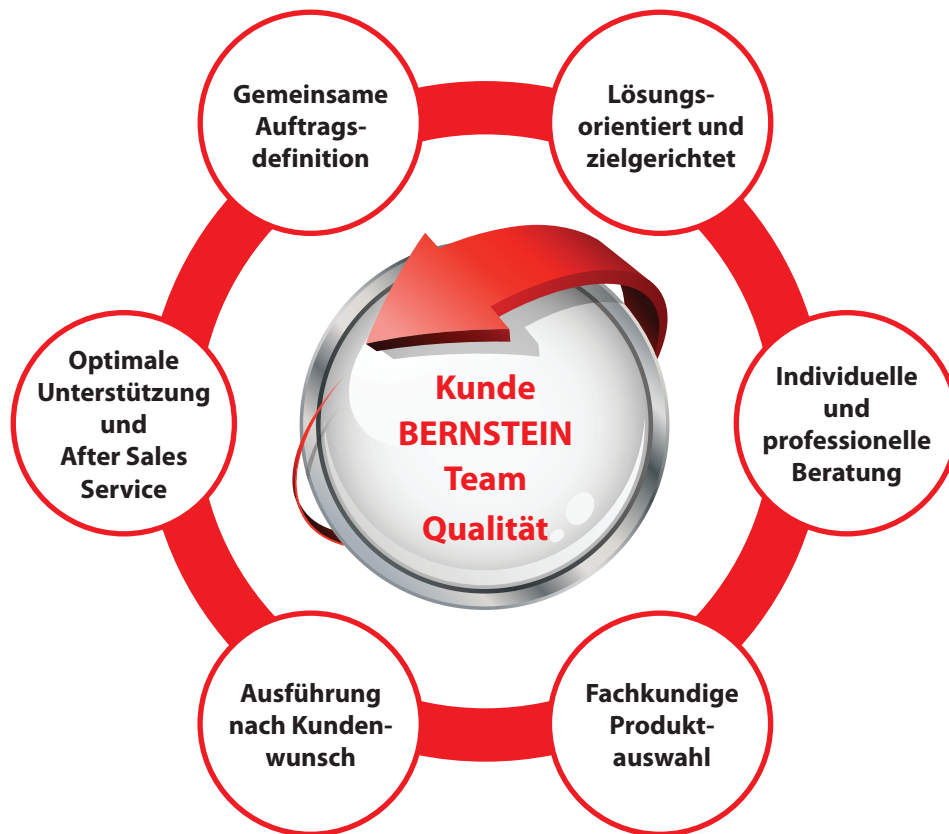 Gemeinsame
Auftrags-
definition
Lösungs-
orientiert und
zielgerichtet
Optimale
Unterstützung
und
After Sales
Service
Kunde
BERNSTEIN
Team
Qualität
Individuelle
und
professionelle
Beratung
Ausführung
nach Kunden-
wunsch
Fachkundige
Produkt-
auswahl